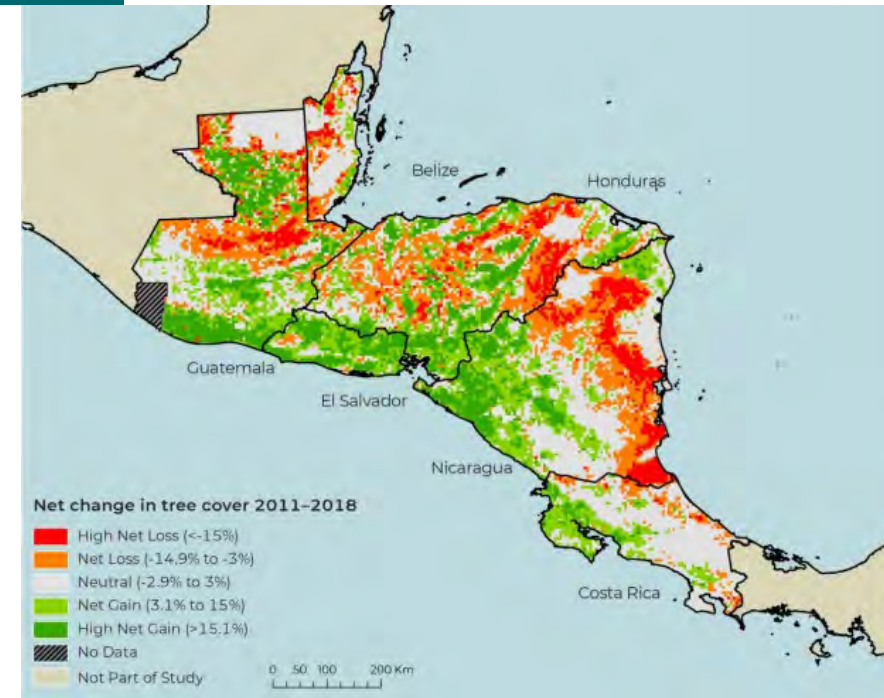 Belize
Honduras
Guatemala
El Salvador
Nicaragua
Costa Rica
Net change in tree cover 2011–2018
High Net Loss (<-15%)
Net Loss (-14.9% to -3%)
Neutral (-2.9% to 3%)
Net Gain (3.1% to 15%)
High Net Gain (>15.1%)
No Data
Not Part of Study
0 50 100 200 Km